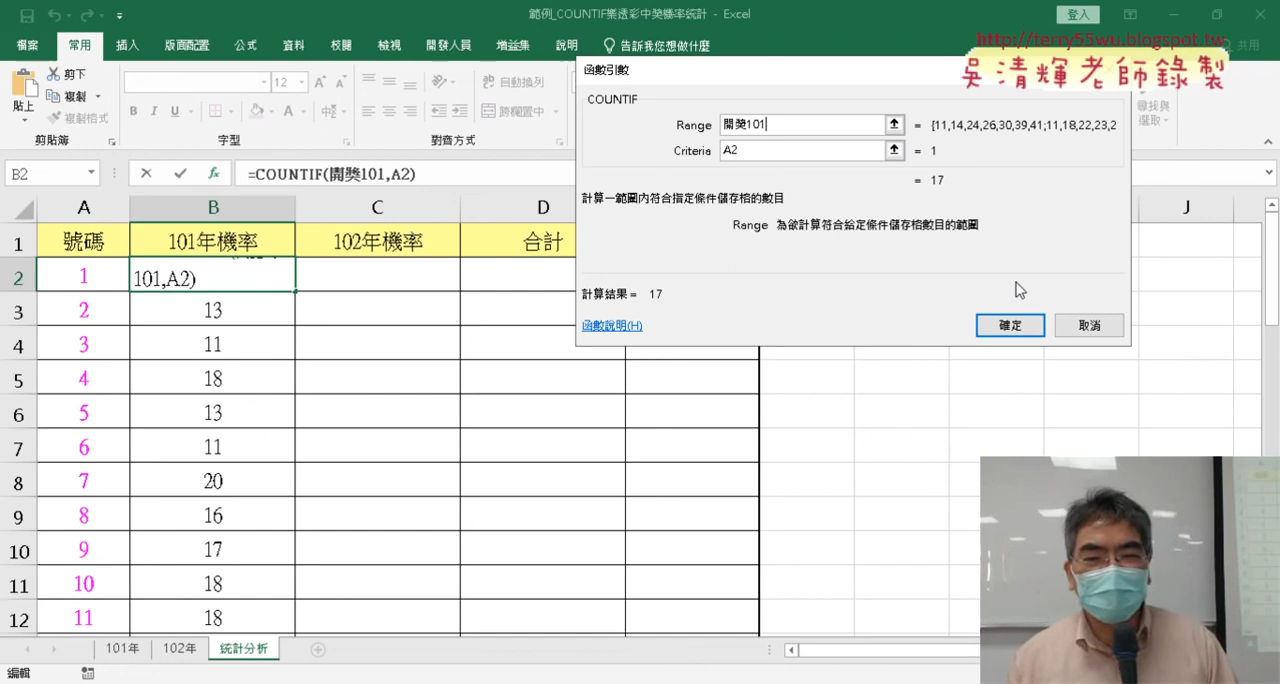 範例_COUNTIF樂透彩中獎機率統計 - Excel
登入
檔案 常用 插入 版面配置 公式 資料 校閱 檢視 開發人員 增益集 說明 告訴我您想做什麼 共用
http://terry55wu.blogspot.tw
吳清輝老師錄製
貼上
剪下
複製
複製格式
剪貼簿
12
B I U
字型
自動換列
跨欄置中
對齊方式
尋找與
選取
函數引數
COUNTIF
Range 開獎101 = {11,14,24,26,30,39,41;11,18,22,23,2
Criteria A2 = 1
= 17
計算一範圍內符合指定條件儲存格的數目
Range 為欲計算符合給定條件儲存格數目的範圍
計算結果 = 17
函數說明(H)
確定 取消
B2 fx =COUNTIF(開獎101,A2)
A B C D J
1 號碼 101年機率 102年機率 合計
2 1 101,A2)
3 2 13
4 3 11
5 4 18
6 5 13
7 6 11
8 7 20
9 8 16
10 9 17
11 10 18
12 11 18
101年 102年 統計分析
編輯